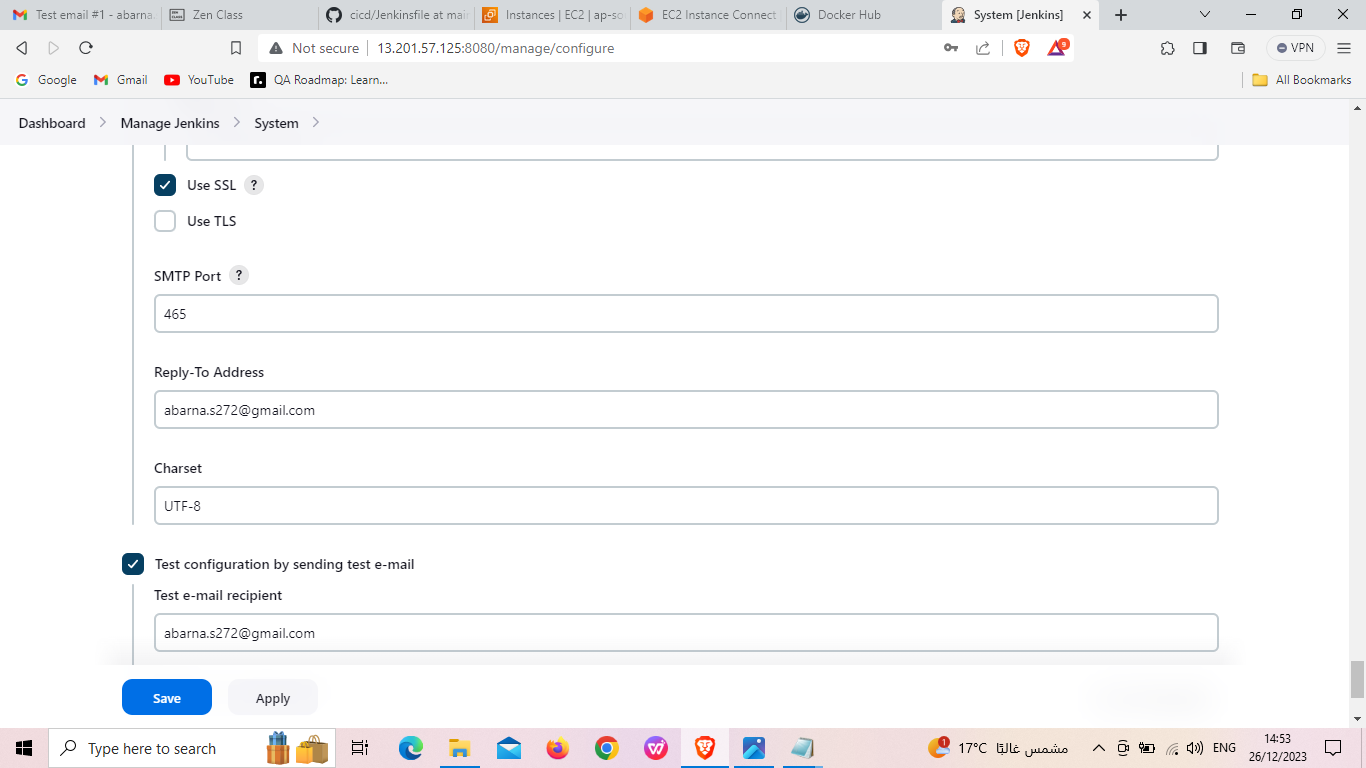 Test email #1 - abarna.
Zen Class
cicd/Jenkinsfile at main
Instances | EC2 | ap-so
EC2 Instance Connect
Docker Hub
System [Jenkins]
Not secure
13.201.57.125:8080/manage/configure
9
VPN
Google
Gmail
YouTube
QA Roadmap: Learn...
All Bookmarks
Dashboard
Manage Jenkins
System
Use SSL ?
Use TLS
SMTP Port ?
465
Reply-To Address
abarna.s272@gmail.com
Charset
UTF-8
Test configuration by sending test e-mail
Test e-mail recipient
abarna.s272@gmail.com
Save
Apply
Type here to search
1
17°C مشمس غالبًا
ENG
14:53
26/12/2023